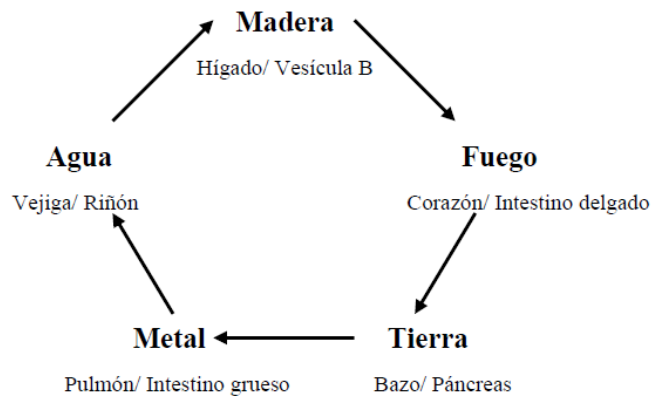 Madera
Hígado/ Vesícula B
Agua
Vejiga/ Riñón
Fuego
Corazón/ Intestino delgado
Metal
Pulmón/ Intestino grueso
Tierra
Bazo/ Páncreas